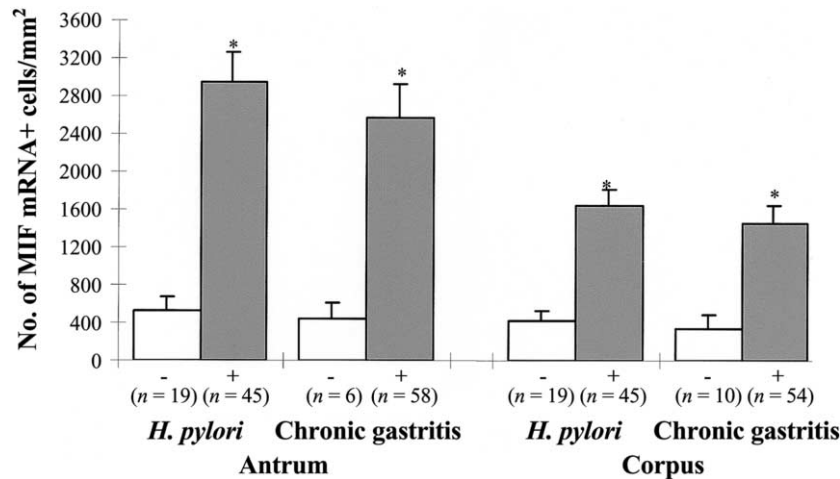 No. of MIF mRNA+ cells/mm²
3600
3200
2800
2400
2000
1600
1200
800
400
0
* * * *
- + - + - + - +
(n = 19) (n = 45) (n = 6) (n = 58) (n = 19) (n = 45) (n = 10) (n = 54)
H. pylori Chronic gastritis H. pylori Chronic gastritis
Antrum Corpus